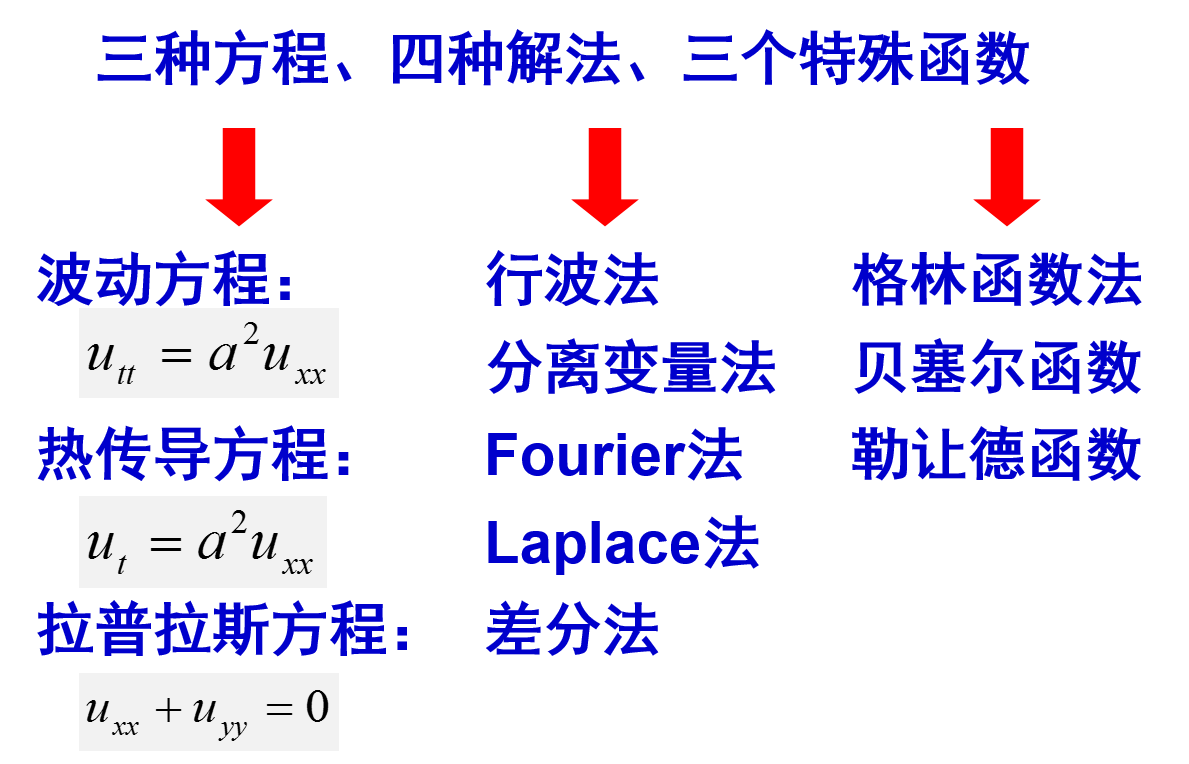 三种方程、四种解法、三个特殊函数
波动方程：
u_{tt} = a^2 u_{xx}
热传导方程：
u_t = a^2 u_{xx}
拉普拉斯方程：
u_{xx} + u_{yy} = 0
行波法
分离变量法
Fourier法
Laplace法
差分法
格林函数法
贝塞尔函数
勒让德函数